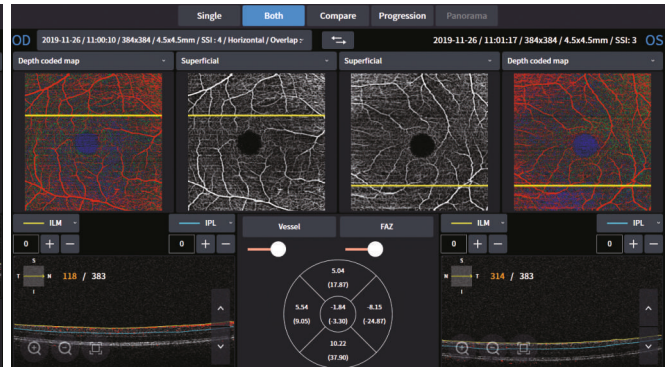 Single Both Compare Progression Panorama
OD 2019-11-26 / 11:00:10 / 384x384 / 4.5x4.5mm / SSI : 4 / Horizontal / Overlap : 2019-11-26 / 11:01:17 / 384x384 / 4.5x4.5mm / SSI: 3 OS
Depth coded map Superficial Superficial Depth coded map
ILM IPL Vessel FAZ ILM IPL
0 + − 0 + − 0 + − 0 + −
S
T N 118 / 383
I
5.04
(17.87)
5.54 -1.84 -8.15
(9.05) (-3.30) (-24.87)
10.22
(37.90)
S
T 314 / 383
I